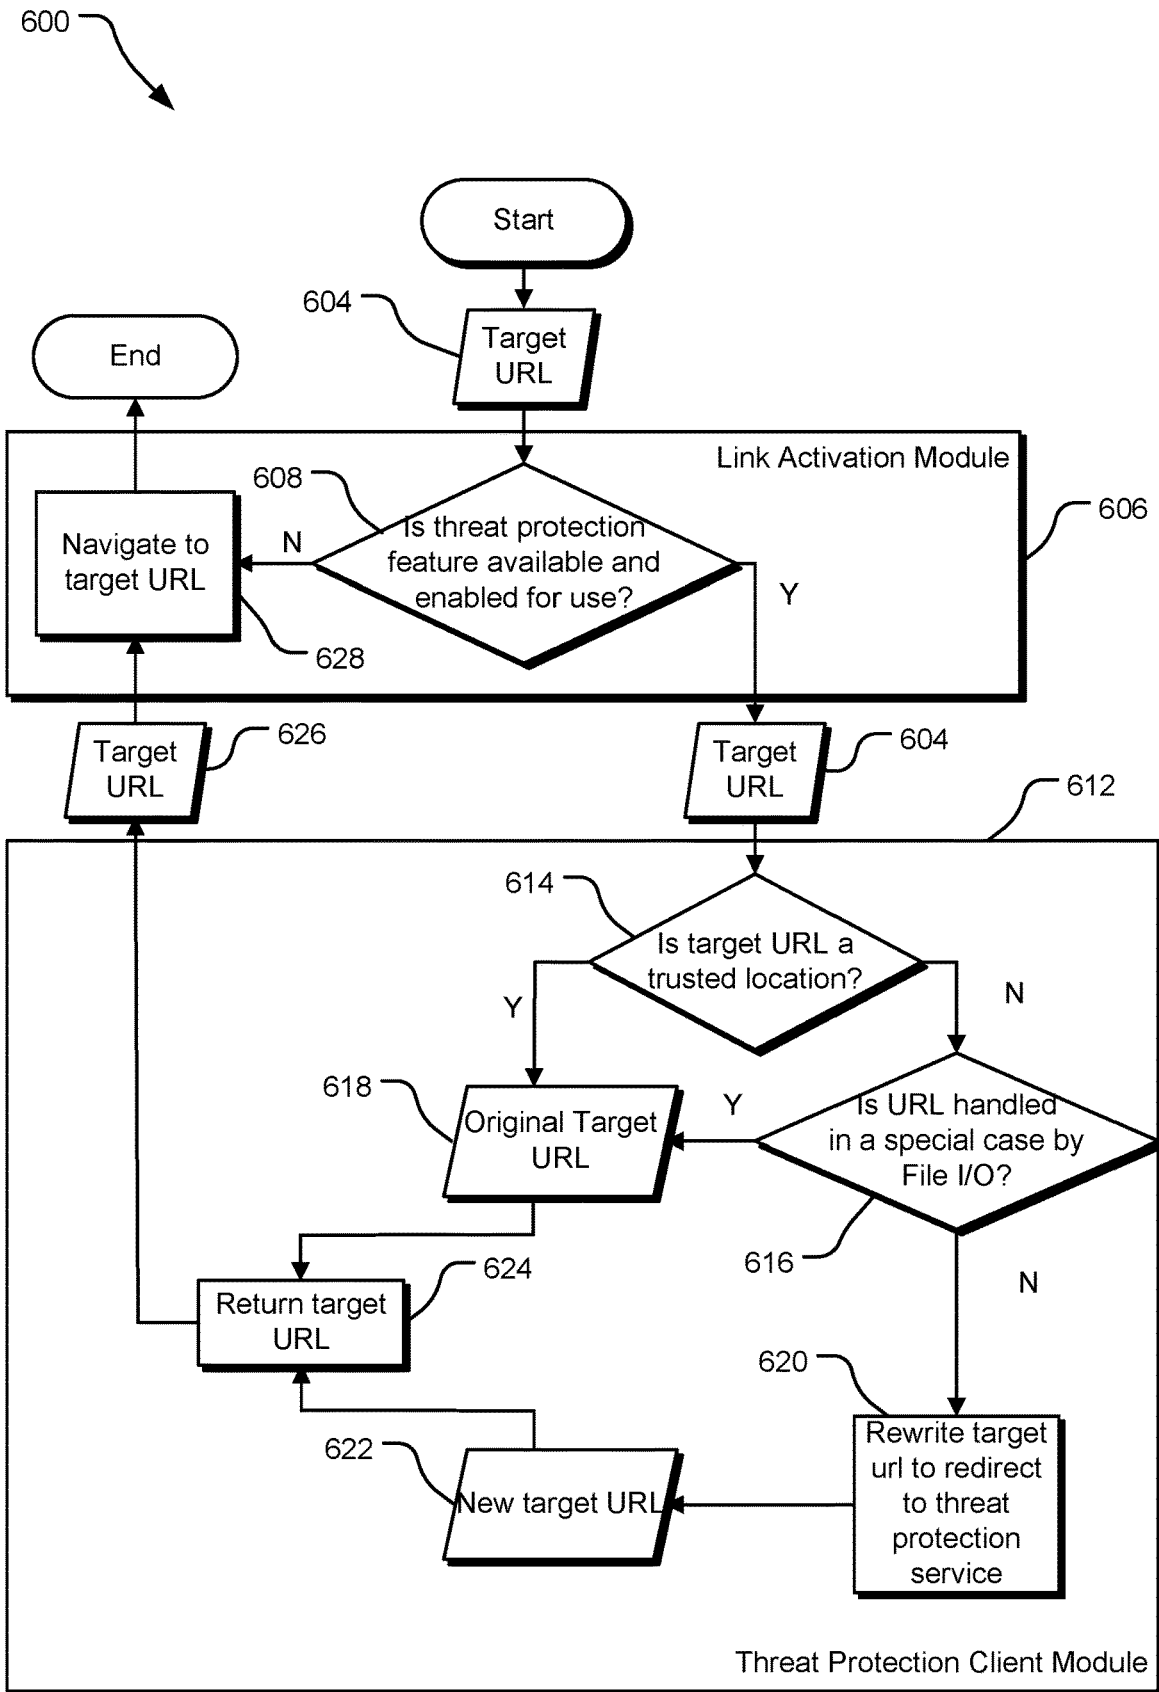 600
Start
604
Target
URL
End
Link Activation Module
608
606
Is threat protection
feature available and
enabled for use?
N
Y
Navigate to
target URL
628
Target
URL
626
Target
URL
604
612
614
Is target URL a
trusted location?
Y
N
618
Original Target
URL
Y
Is URL handled
in a special case by
File I/O?
616
N
624
Return target
URL
620
Rewrite target
url to redirect
to threat
protection
service
622
New target URL
Threat Protection Client Module